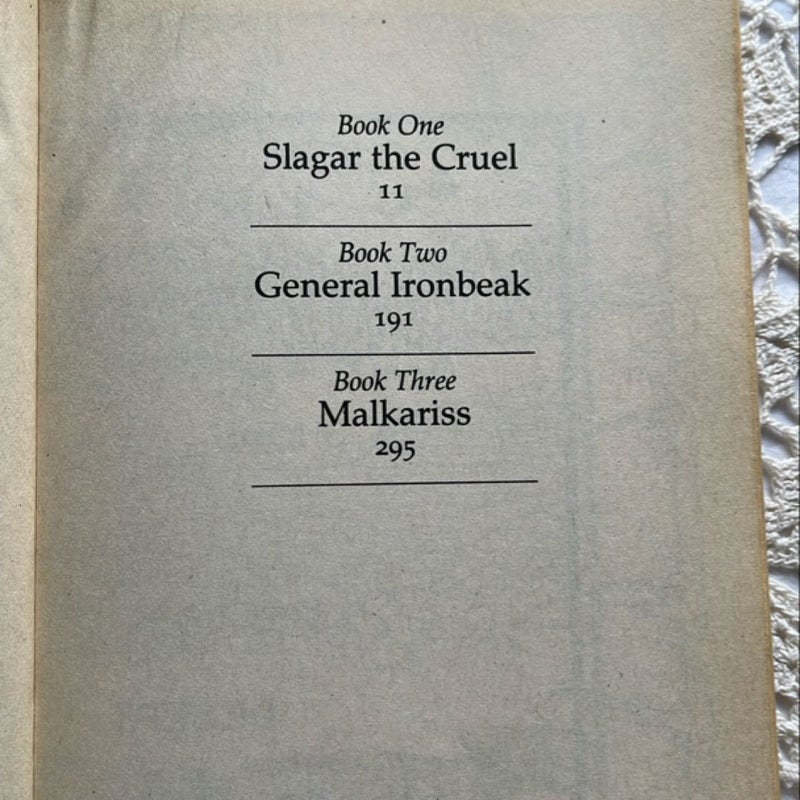 Book One
Slagar the Cruel
11
Book Two
General Ironbeak
191
Book Three
Malkariss
295